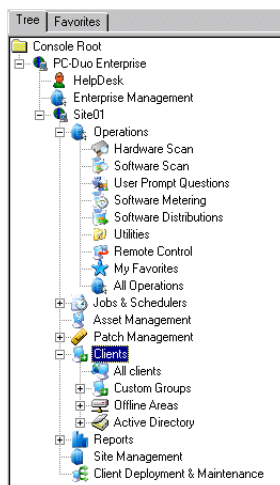 Tree Favorites
Console Root
PC-Duo Enterprise
HelpDesk
Enterprise Management
Site01
Operations
Hardware Scan
Software Scan
User Prompt Questions
Software Metering
Software Distributions
Utilities
Remote Control
My Favorites
All Operations
Jobs & Schedulers
Asset Management
Patch Management
Clients
All clients
Custom Groups
Offline Areas
Active Directory
Reports
Site Management
Client Deployment & Maintenance